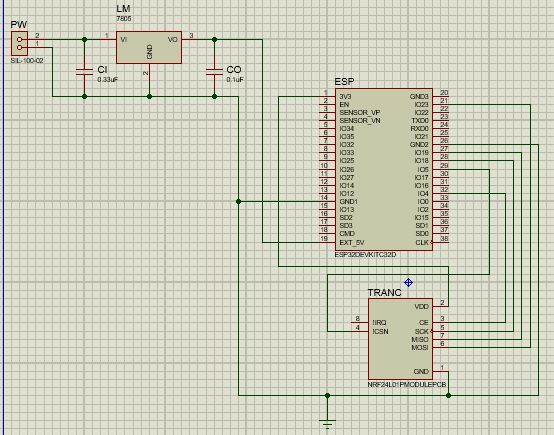 PW
2
1
SIL-100-02
LM
7805
1 VI VO 3
GND
2
CI
0.33uF
CO
0.1uF
ESP
1 3V3 GND3 20
2 EN IO23 21
3 SENSOR_VP IO22 22
4 SENSOR_VN TXD0 23
5 IO34 RXD0 24
6 IO35 IO21 25
7 IO32 GND2 26
8 IO33 IO19 27
9 IO25 IO18 28
10 IO26 IO5 29
11 IO27 IO17 30
12 IO14 IO16 31
13 IO12 IO4 32
14 GND1 IO0 33
15 IO13 IO2 34
16 SD2 IO15 35
17 SD3 SD1 36
18 CMD SD0 37
19 EXT_5V CLK 38
ESP32DEVKITC32D
TRANC
VDD 2
8 !IRQ CE 3
4 !CSN SCK 5
MISO 7
MOSI 6
GND 1
NRF24L01PMODULEPCB